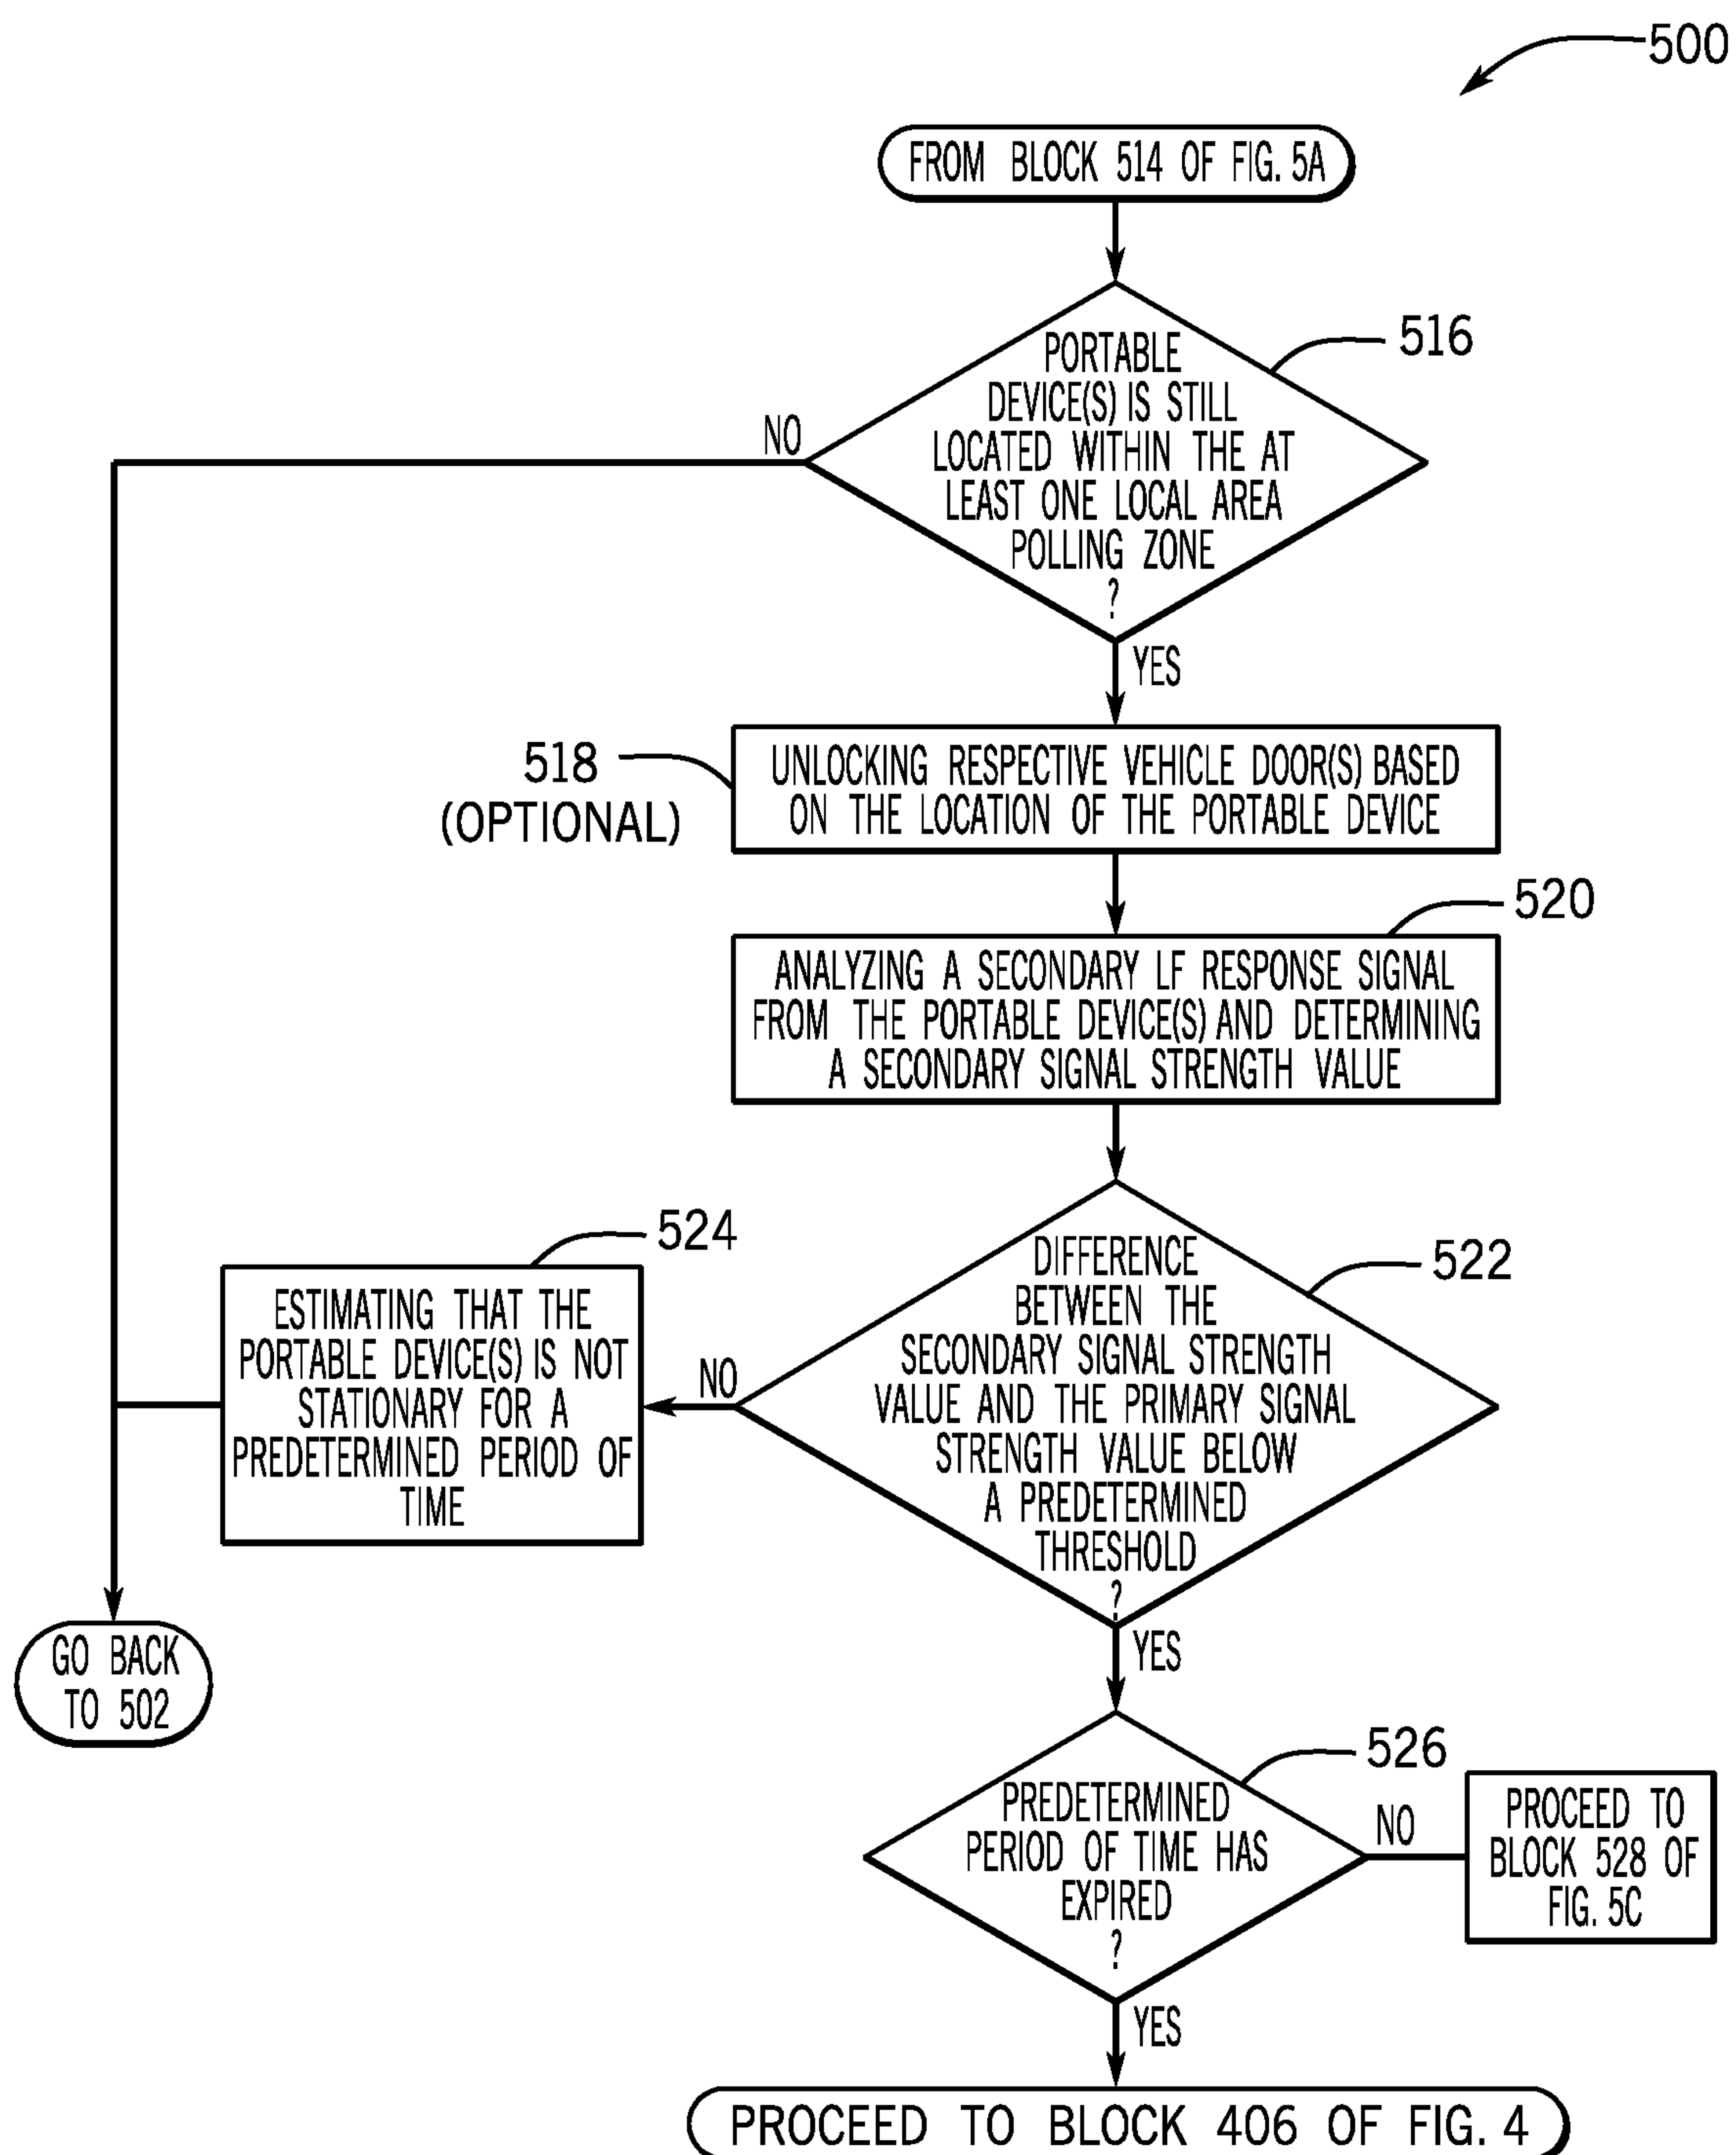 500
FROM BLOCK 514 OF FIG. 5A
516
PORTABLE
DEVICE(S) IS STILL
LOCATED WITHIN THE AT
LEAST ONE LOCAL AREA
POLLING ZONE
?
NO
YES
518
(OPTIONAL)
UNLOCKING RESPECTIVE VEHICLE DOOR(S) BASED
ON THE LOCATION OF THE PORTABLE DEVICE
520
ANALYZING A SECONDARY LF RESPONSE SIGNAL
FROM THE PORTABLE DEVICE(S) AND DETERMINING
A SECONDARY SIGNAL STRENGTH VALUE
522
DIFFERENCE
BETWEEN THE
SECONDARY SIGNAL STRENGTH
VALUE AND THE PRIMARY SIGNAL
STRENGTH VALUE BELOW
A PREDETERMINED
THRESHOLD
?
NO
524
ESTIMATING THAT THE
PORTABLE DEVICE(S) IS NOT
STATIONARY FOR A
PREDETERMINED PERIOD OF
TIME
GO BACK
TO 502
YES
526
PREDETERMINED
PERIOD OF TIME HAS
EXPIRED
?
NO
PROCEED TO
BLOCK 528 OF
FIG. 5C
YES
PROCEED TO BLOCK 406 OF FIG. 4